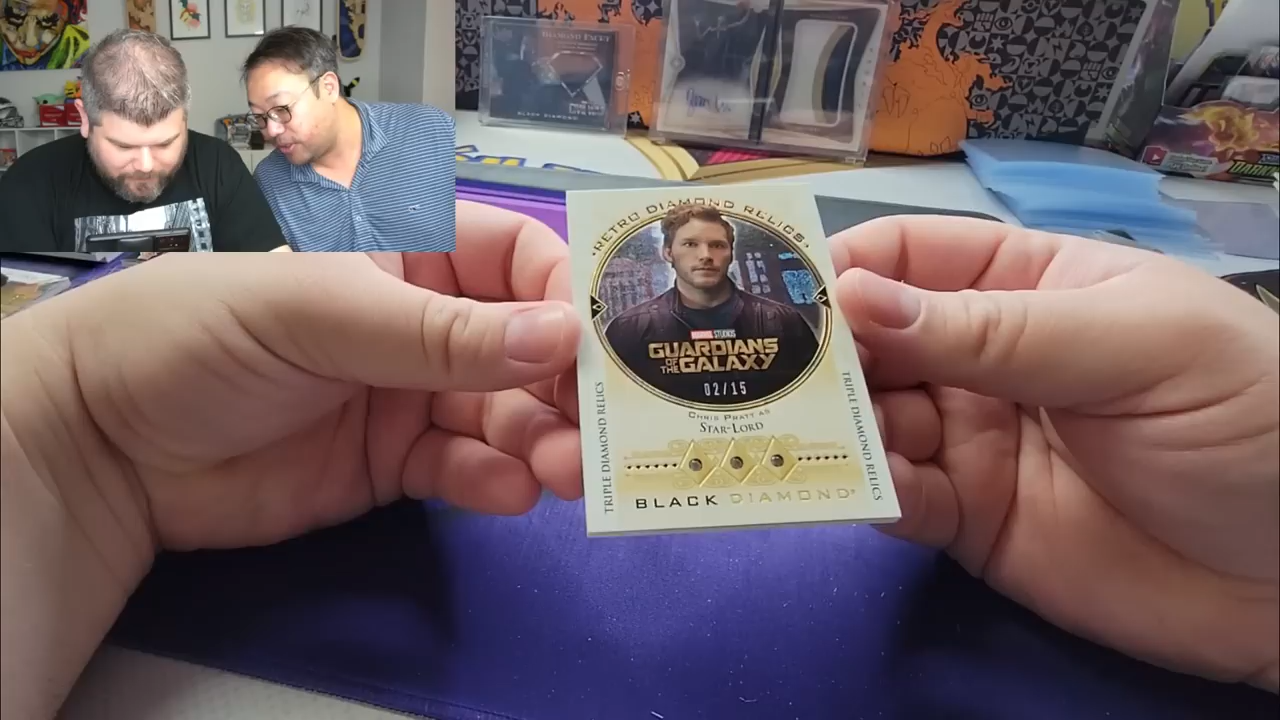 RETRO DIAMOND RELICS
MARVEL STUDIOS
GUARDIANS
OF THE GALAXY
02/15
CHRIS PRATT AS
STAR-LORD
TRIPLE DIAMOND RELICS
TRIPLE DIAMOND RELICS
BLACK DIAMOND